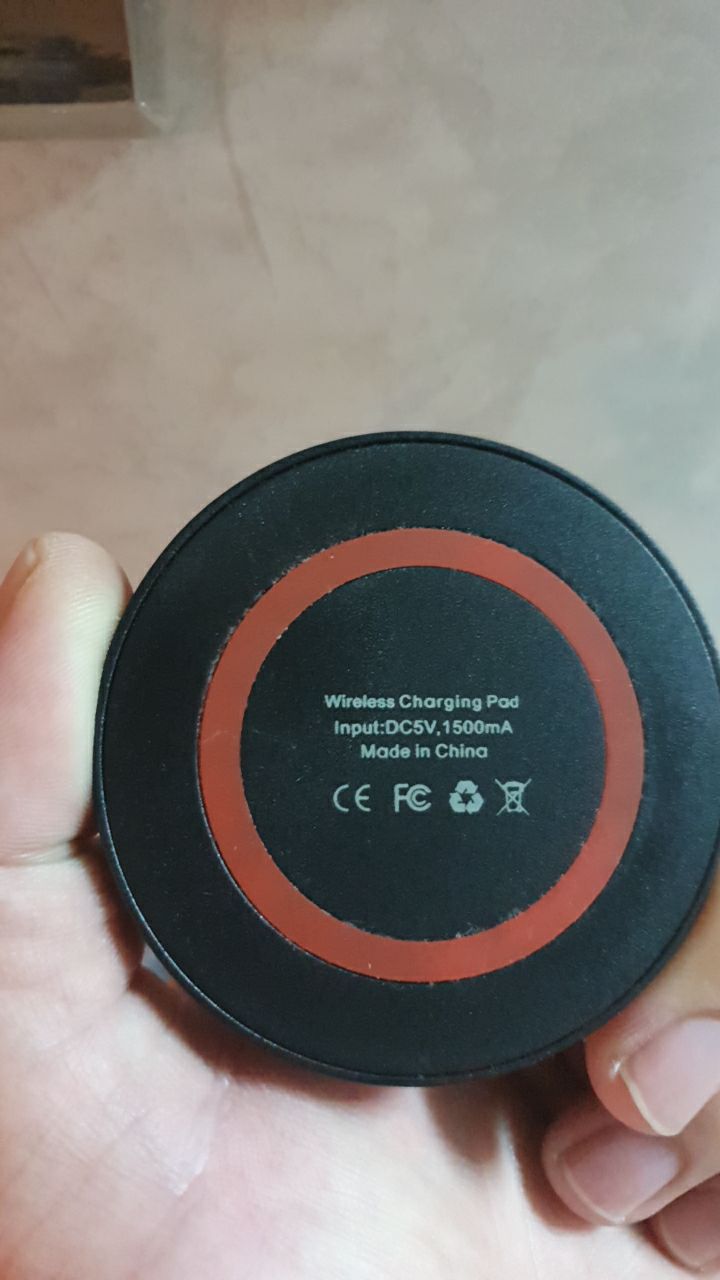 Wireless Charging Pad
Input:DC5V,1500mA
Made in China
CE FC